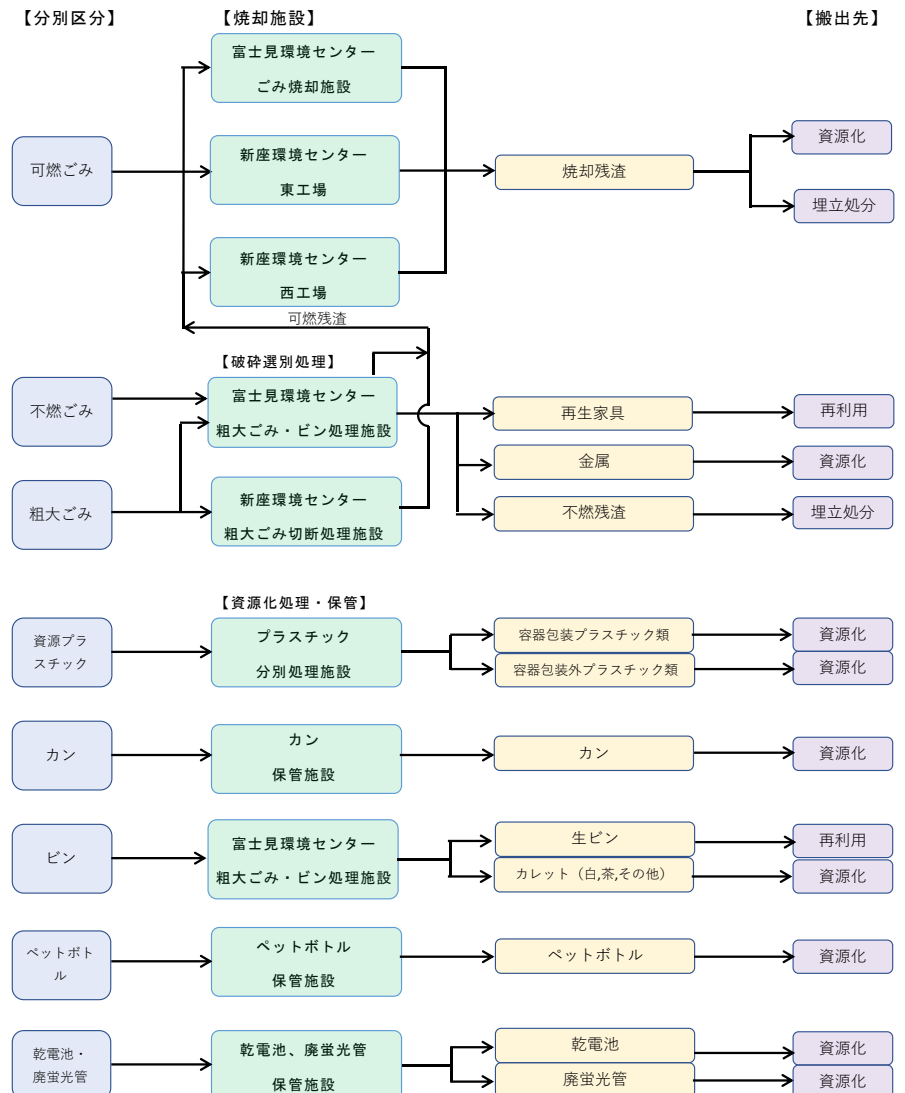 【分別区分】
【焼却施設】
【搬出先】
富士見環境センター
ごみ焼却施設
可燃ごみ
新座環境センター
東工場
焼却残渣
資源化
埋立処分
新座環境センター
西工場
可燃残渣
【破砕選別処理】
不燃ごみ
富士見環境センター
粗大ごみ・ビン処理施設
再生家具
再利用
金属
資源化
粗大ごみ
新座環境センター
粗大ごみ切断処理施設
不燃残渣
埋立処分
【資源化処理・保管】
資源プラ
スチック
プラスチック
分別処理施設
容器包装プラスチック類
資源化
容器包装外プラスチック類
資源化
カン
カン
保管施設
カン
資源化
ビン
富士見環境センター
粗大ごみ・ビン処理施設
生ビン
再利用
カレット（白,茶,その他）
資源化
ペットボト
ル
ペットボトル
保管施設
ペットボトル
資源化
乾電池・
廃蛍光管
乾電池、廃蛍光管
保管施設
乾電池
資源化
廃蛍光管
資源化